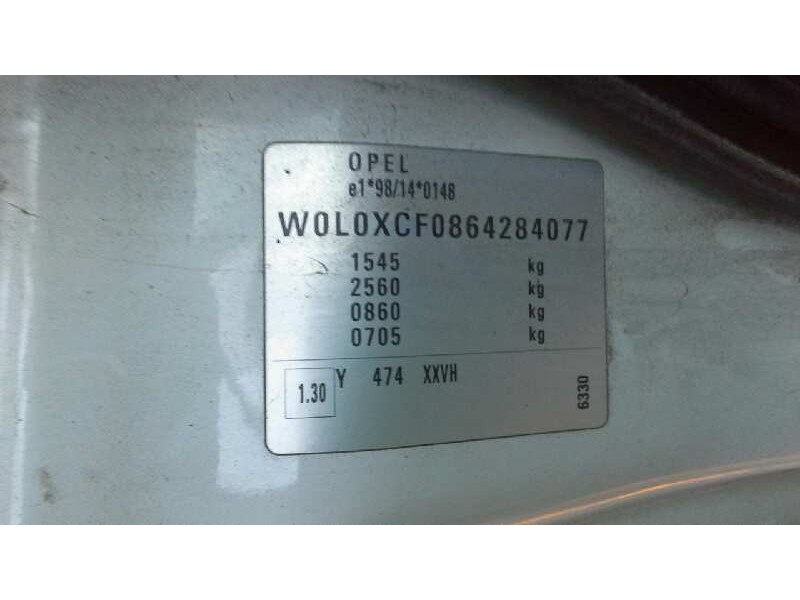 OPEL
e1*98/14*0148
W0L0XCF0864284077
1545 kg
2560 kg
0860 kg
0705 kg
1.30 Y 474 XXVH
6330